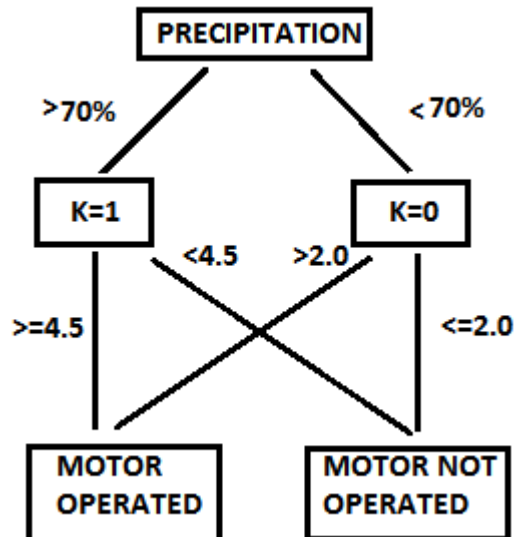 PRECIPITATION
>70%
<70%
K=1
K=0
<4.5
>2.0
>=4.5
<=2.0
MOTOR
OPERATED
MOTOR NOT
OPERATED